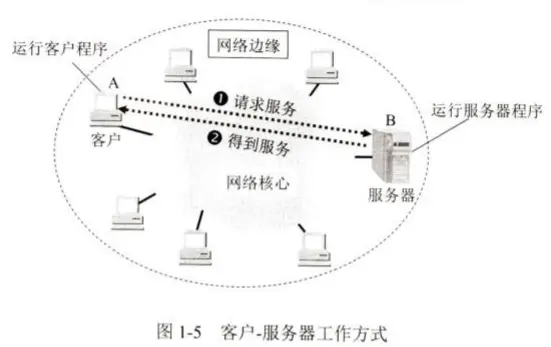 网络边缘
运行客户程序
A
❶ 请求服务
B
运行服务器程序
客户
❷ 得到服务
网络核心
服务器
图 1-5 客户-服务器工作方式